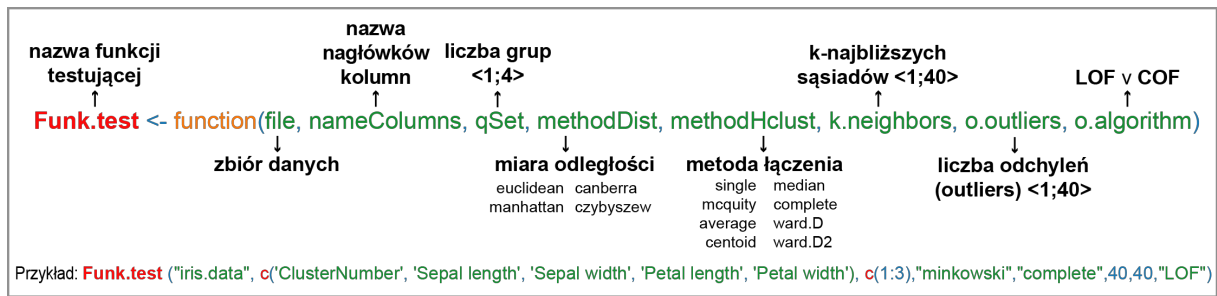 nazwa funkcji
testującej
nazwa
nagłówków
kolumn
liczba grup
<1;4>
k-najbliższych
sąsiadów <1;40>
LOF v COF
Funk.test <- function(file, nameColumns, qSet, methodDist, methodHclust, k.neighbors, o.outliers, o.algorithm)
zbiór danych
miara odległości
euclidean canberra
manhattan czybyszew
metoda łączenia
single median
mcquity complete
average ward.D
centoid ward.D2
liczba odchyleń
(outliers) <1;40>
Przykład: Funk.test ("iris.data", c('ClusterNumber', 'Sepal length', 'Sepal width', 'Petal length', 'Petal width'), c(1:3),"minkowski","complete",40,40,"LOF")